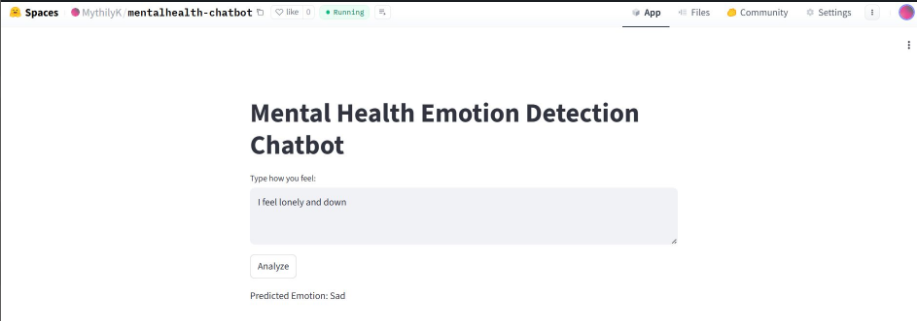 Spaces MythilyK/mentalhealth-chatbot like 0 Running App Files Community Settings
Mental Health Emotion Detection
Chatbot
Type how you feel:
I feel lonely and down
Analyze
Predicted Emotion: Sad